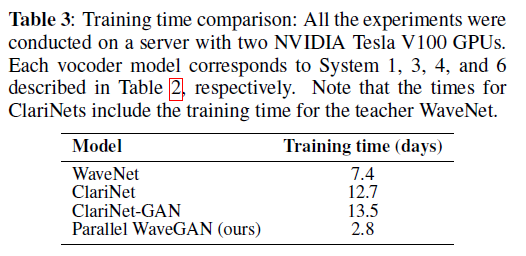 Table 3: Training time comparison: All the experiments were
conducted on a server with two NVIDIA Tesla V100 GPUs.
Each vocoder model corresponds to System 1, 3, 4, and 6
described in Table 2, respectively. Note that the times for
ClariNets include the training time for the teacher WaveNet.
Model Training time (days)
WaveNet 7.4
ClariNet 12.7
ClariNet-GAN 13.5
Parallel WaveGAN (ours) 2.8